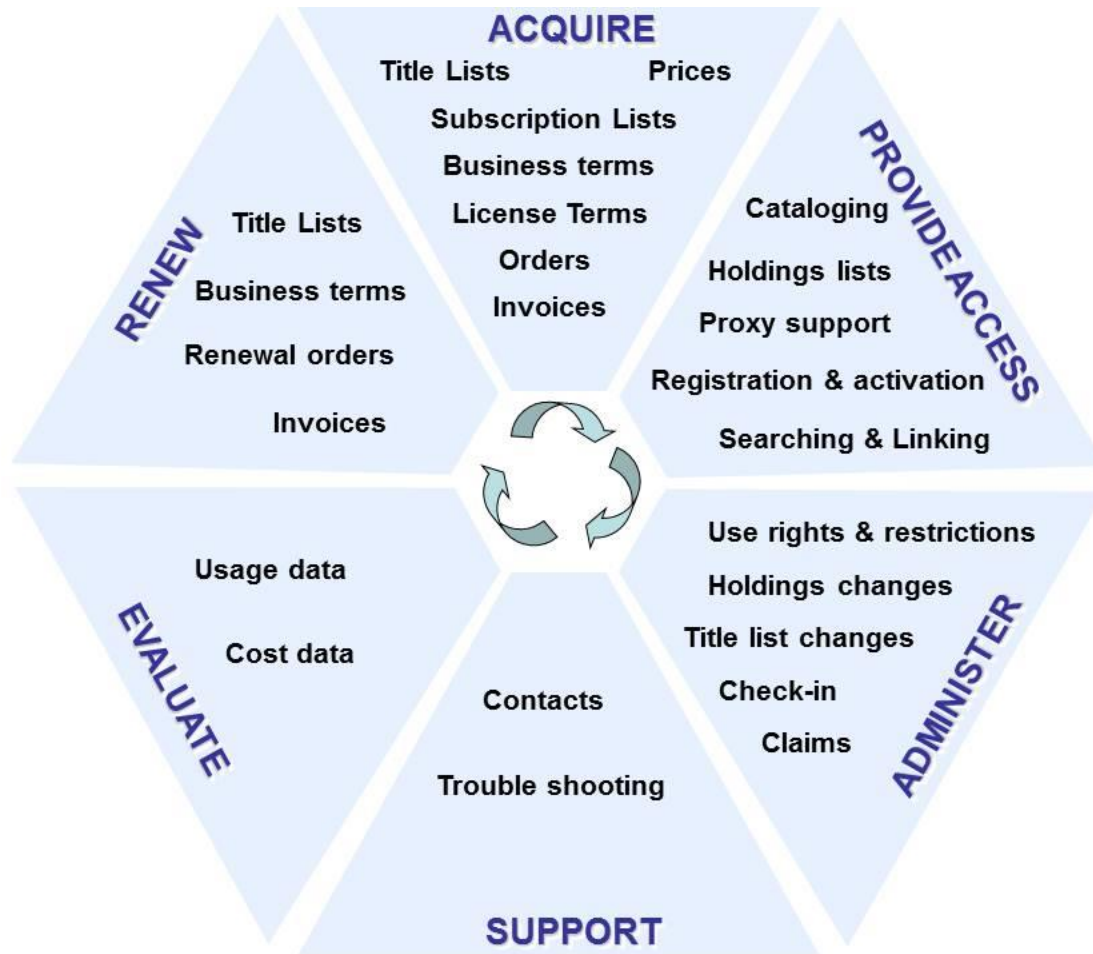 ACQUIRE
Title Lists Prices
Subscription Lists
Business terms
License Terms
Orders
Invoices
PROVIDE ACCESS
Cataloging
Holdings lists
Proxy support
Registration & activation
Searching & Linking
ADMINISTER
Use rights & restrictions
Holdings changes
Title list changes
Check-in
Claims
SUPPORT
Contacts
Trouble shooting
EVALUATE
Usage data
Cost data
RENEW
Title Lists
Business terms
Renewal orders
Invoices